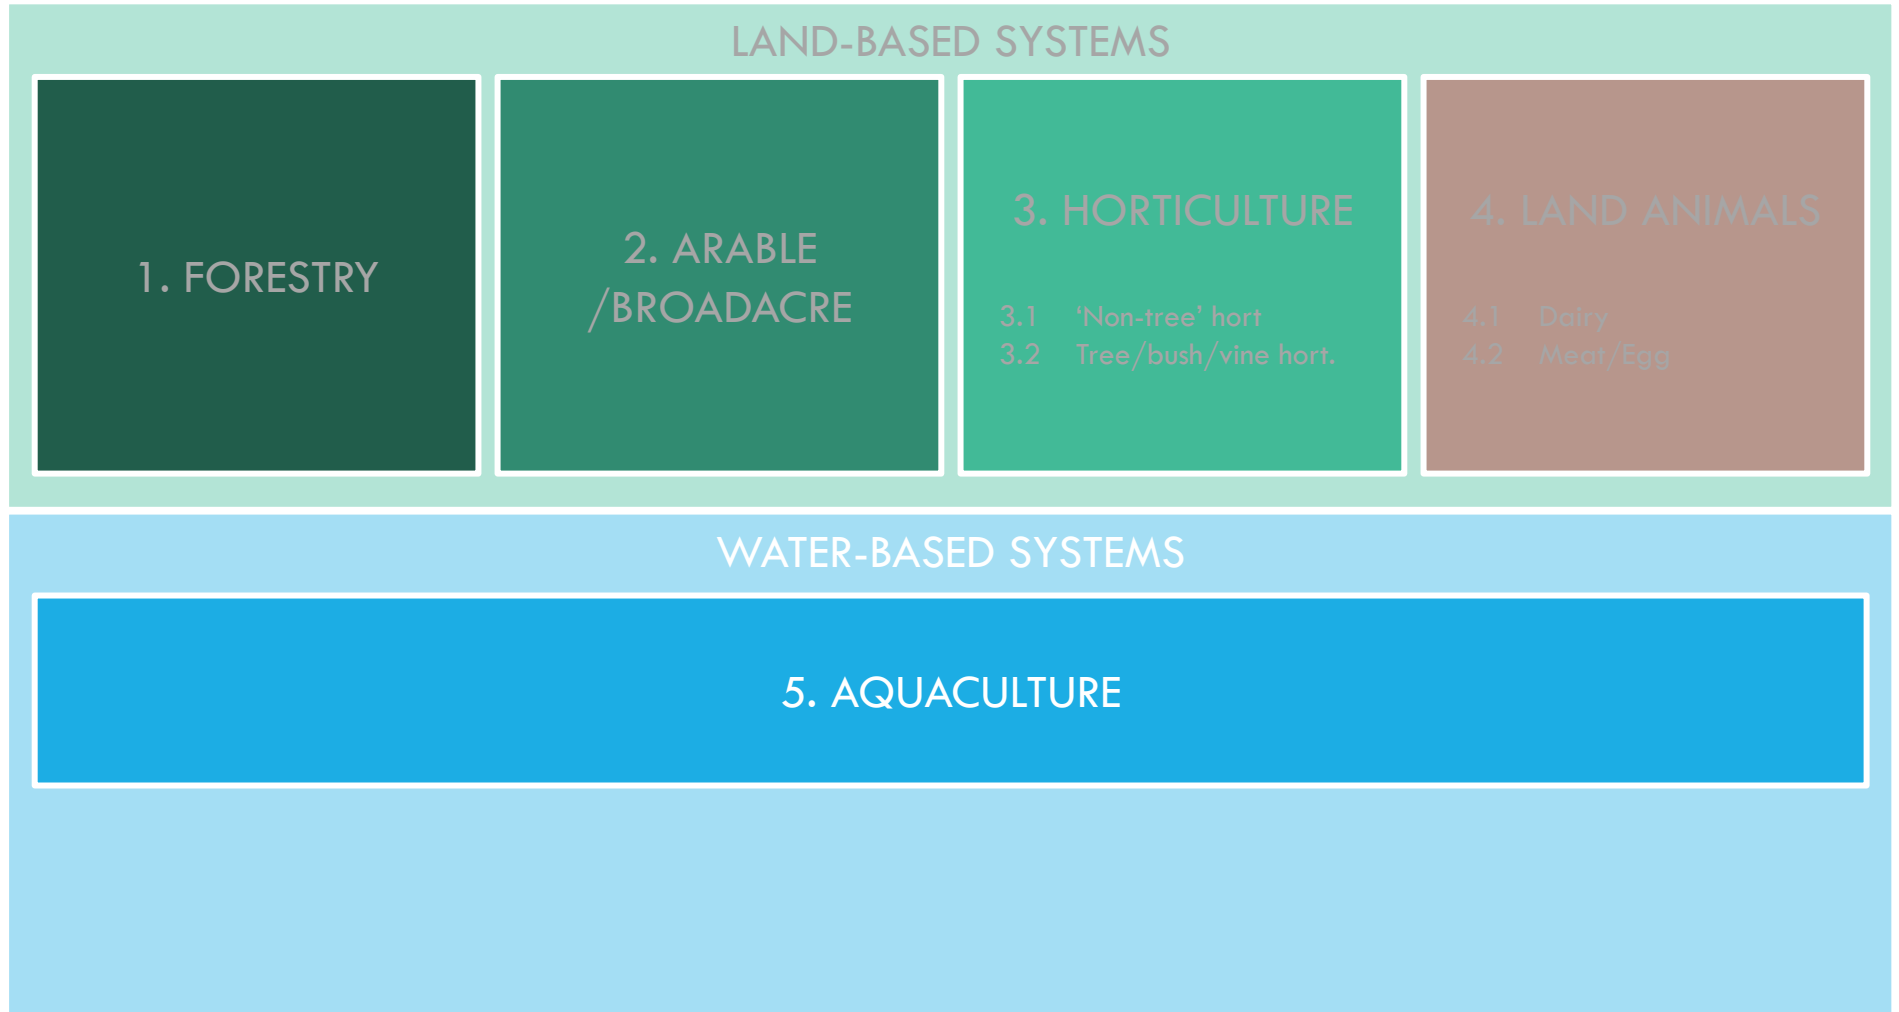 LAND-BASED SYSTEMS
1. FORESTRY
2. ARABLE
/BROADACRE
3. HORTICULTURE
3.1 ‘Non-tree’ hort
3.2 Tree/bush/vine hort.
4. LAND ANIMALS
4.1 Dairy
4.2 Meat/Egg
WATER-BASED SYSTEMS
5. AQUACULTURE